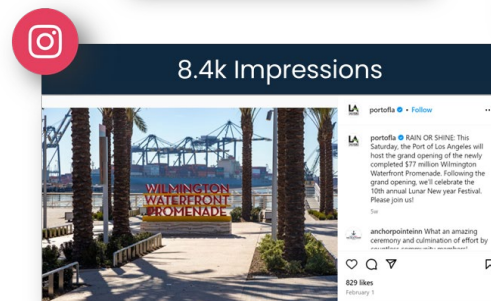 8.4k Impressions
WILMINGTON
WATERFRONT
PROMENADE
LA
portofla • Follow
LA
portofla RAIN OR SHINE: This
Saturday, the Port of Los Angeles will
host the grand opening of the newly
completed $77 million Wilmington
Waterfront Promenade. Following the
grand opening, we'll celebrate the
10th annual Lunar New year Festival.
Please join us!
5w
anchorpointeinn What an amazing
ceremony and culmination of effort by
829 likes
February 1